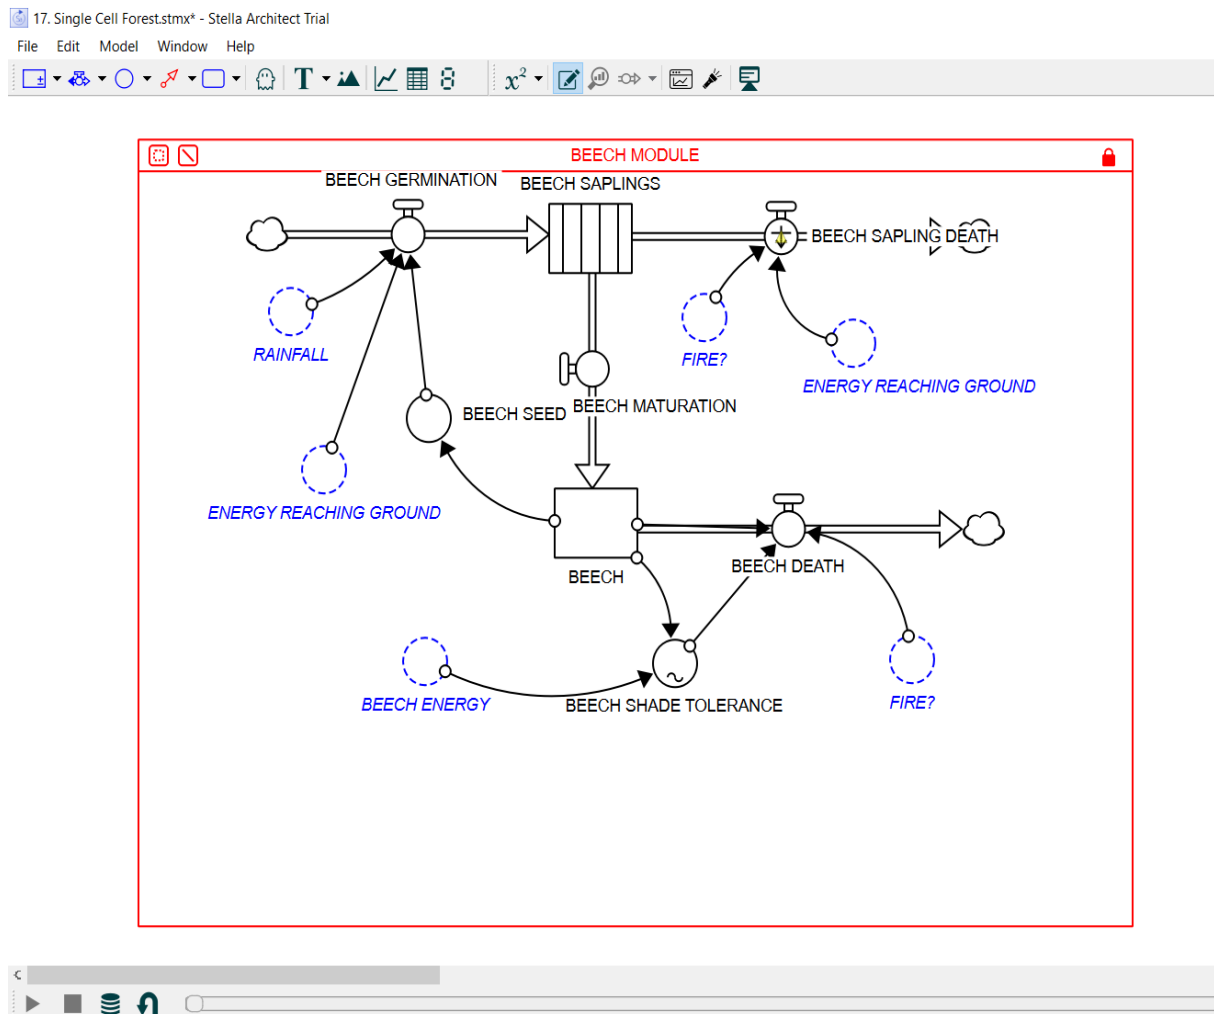 17. Single Cell Forest.stmx* - Stella Architect Trial
File Edit Model Window Help
T x²
BEECH MODULE
BEECH GERMINATION
BEECH SAPLINGS
BEECH SAPLING DEATH
RAINFALL
FIRE?
ENERGY REACHING GROUND
BEECH SEED
BEECH MATURATION
ENERGY REACHING GROUND
BEECH
BEECH DEATH
BEECH ENERGY
BEECH SHADE TOLERANCE
FIRE?